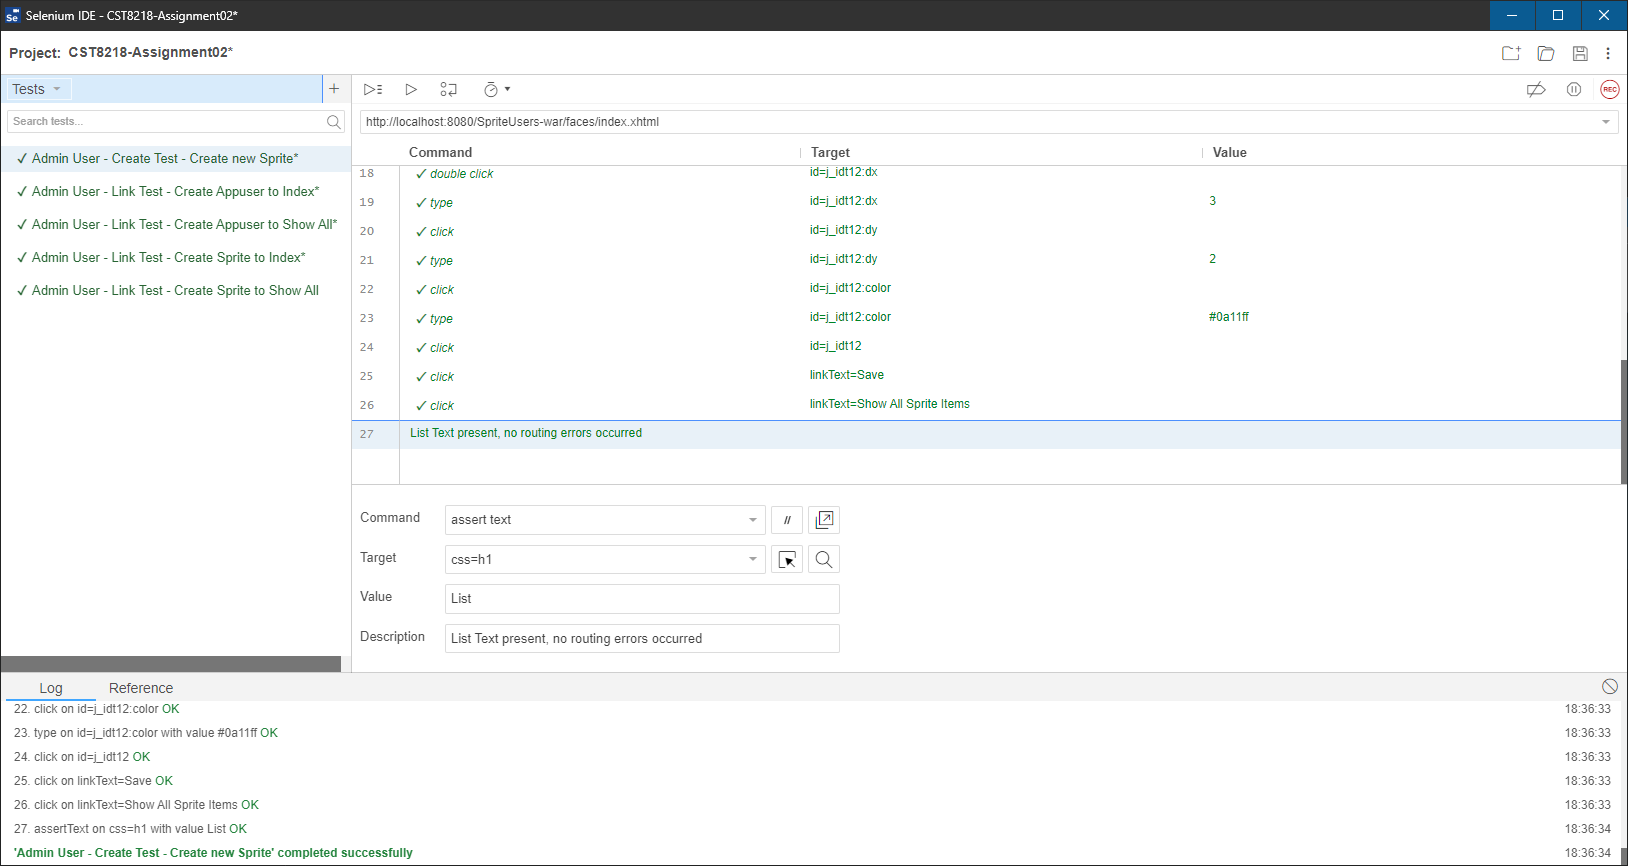 Selenium IDE - CST8218-Assignment02*
Project: CST8218-Assignment02*
Tests
Search tests...
✓ Admin User - Create Test - Create new Sprite*
✓ Admin User - Link Test - Create Appuser to Index*
✓ Admin User - Link Test - Create Appuser to Show All*
✓ Admin User - Link Test - Create Sprite to Index*
✓ Admin User - Link Test - Create Sprite to Show All
REC
http://localhost:8080/SpriteUsers-war/faces/index.xhtml
Command Target Value
18 ✓ double click id=j_idt12:dx
19 ✓ type id=j_idt12:dx 3
20 ✓ click id=j_idt12:dy
21 ✓ type id=j_idt12:dy 2
22 ✓ click id=j_idt12:color
23 ✓ type id=j_idt12:color #0a11ff
24 ✓ click id=j_idt12
25 ✓ click linkText=Save
26 ✓ click linkText=Show All Sprite Items
27 List Text present, no routing errors occurred
Command assert text //
Target css=h1
Value List
Description List Text present, no routing errors occurred
Log Reference
22. click on id=j_idt12:color OK 18:36:33
23. type on id=j_idt12:color with value #0a11ff OK 18:36:33
24. click on id=j_idt12 OK 18:36:33
25. click on linkText=Save OK 18:36:33
26. click on linkText=Show All Sprite Items OK 18:36:33
27. assertText on css=h1 with value List OK 18:36:34
'Admin User - Create Test - Create new Sprite' completed successfully 18:36:34